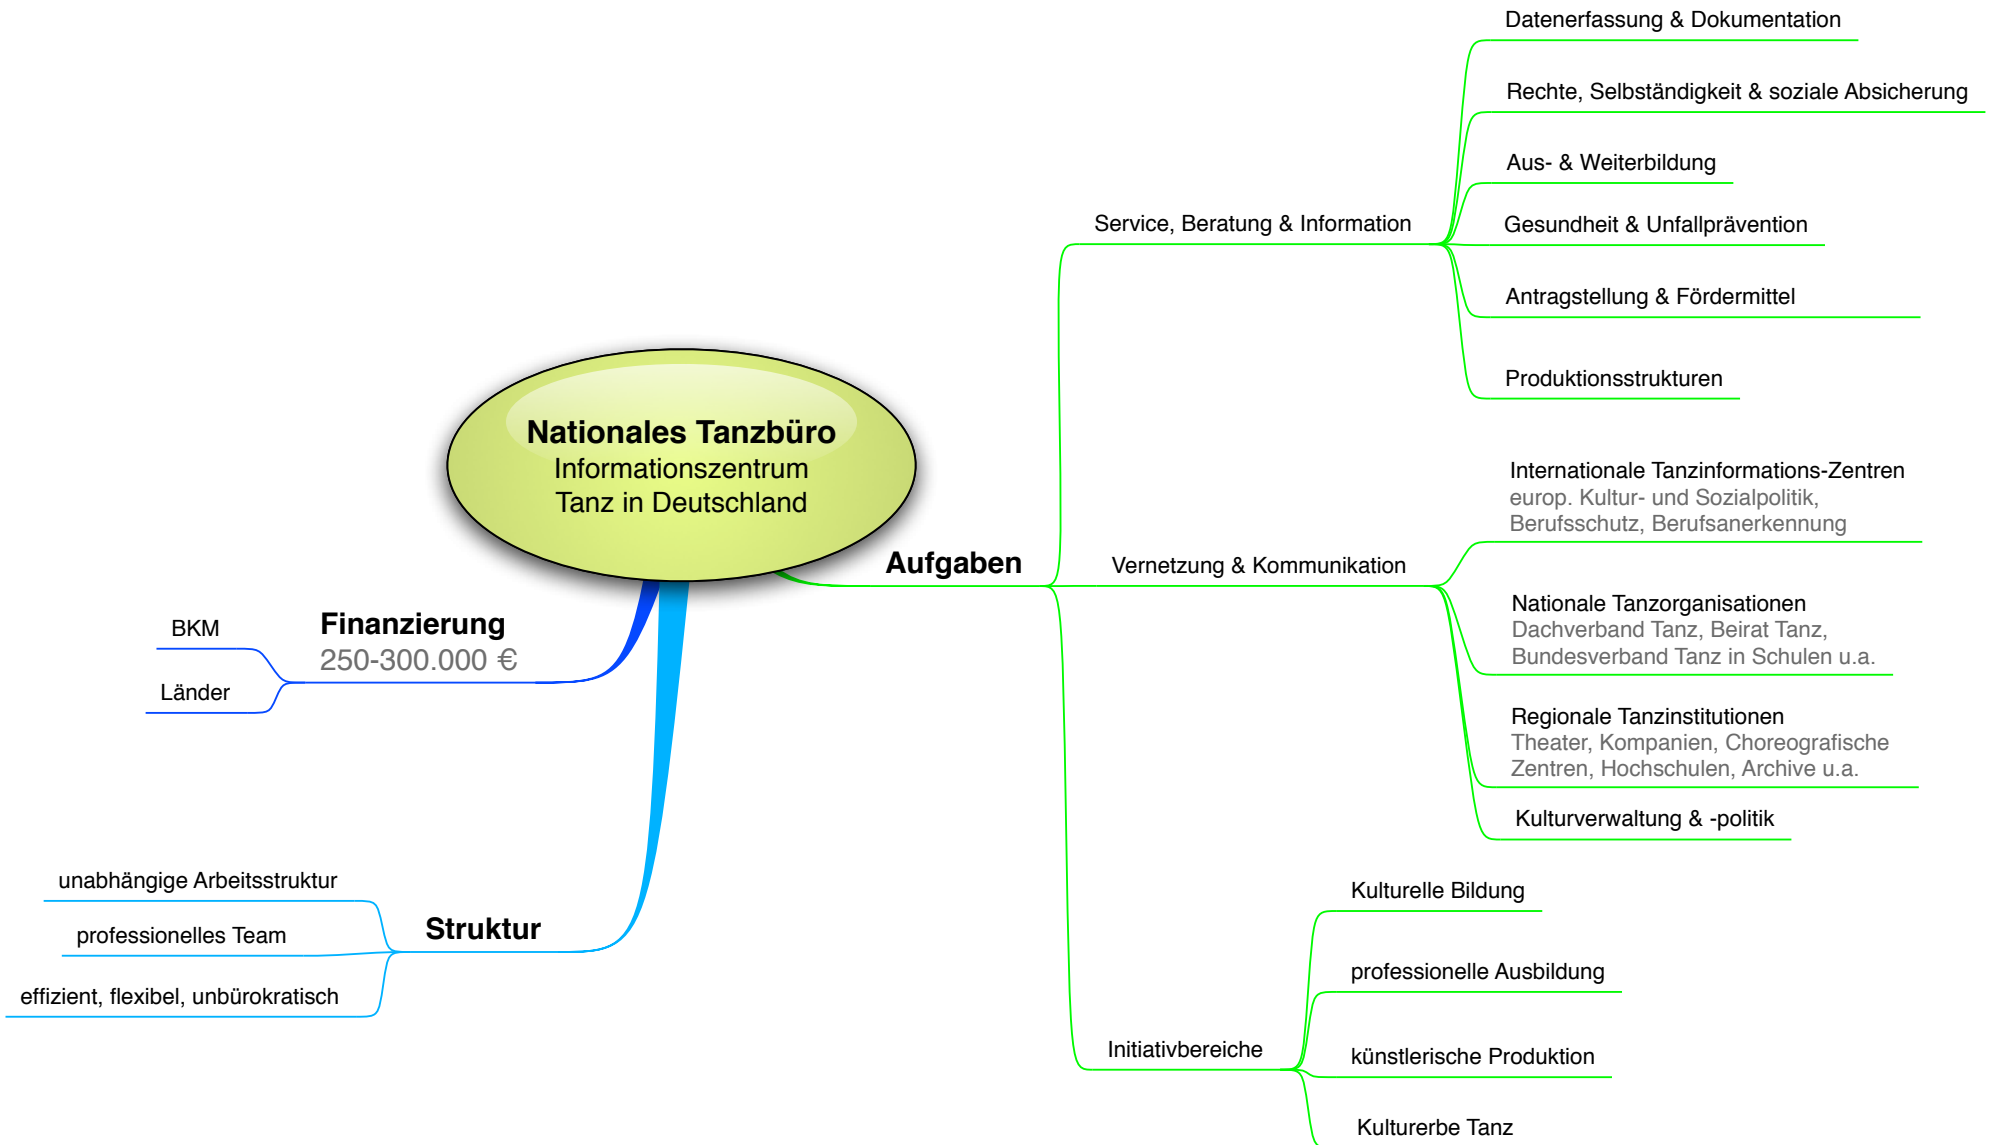 Nationales Tanzbüro
Informationszentrum
Tanz in Deutschland
Aufgaben
Service, Beratung & Information
Datenerfassung & Dokumentation
Rechte, Selbständigkeit & soziale Absicherung
Aus- & Weiterbildung
Gesundheit & Unfallprävention
Antragstellung & Fördermittel
Produktionsstrukturen
Vernetzung & Kommunikation
Internationale Tanzinformations-Zentren
europ. Kultur- und Sozialpolitik,
Berufsschutz, Berufsanerkennung
Nationale Tanzorganisationen
Dachverband Tanz, Beirat Tanz,
Bundesverband Tanz in Schulen u.a.
Regionale Tanzinstitutionen
Theater, Kompanien, Choreografische
Zentren, Hochschulen, Archive u.a.
Kulturverwaltung & -politik
Initiativbereiche
Kulturelle Bildung
professionelle Ausbildung
künstlerische Produktion
Kulturerbe Tanz
Finanzierung
250-300.000 €
BKM
Länder
Struktur
unabhängige Arbeitsstruktur
professionelles Team
effizient, flexibel, unbürokratisch